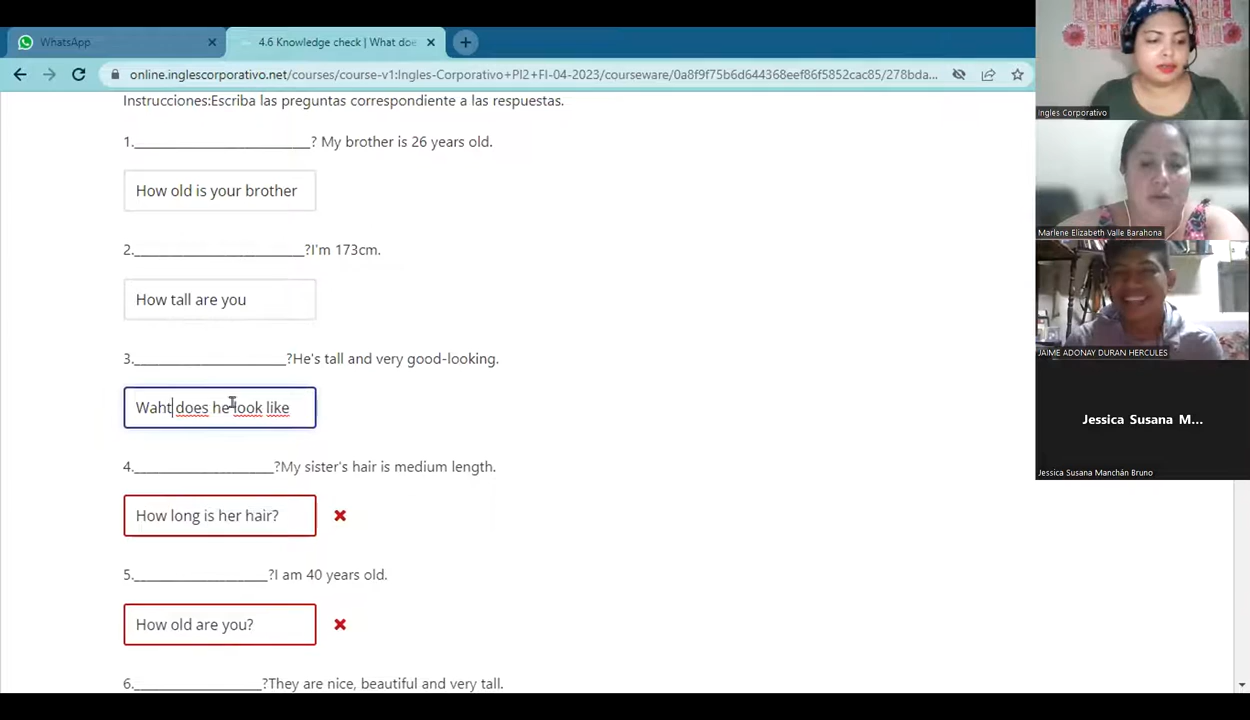 WhatsApp
4.6 Knowledge check | What doe
online.inglescorporativo.net/courses/course-v1:Ingles-Corporativo+PI2+FI-04-2023/courseware/0a8f9f75b6d644368eef86f5852cac85/278bda...
Instrucciones:Escriba las preguntas correspondiente a las respuestas.
1.________________________? My brother is 26 years old.
How old is your brother
2.________________________?I'm 173cm.
How tall are you
3._____________________?He's tall and very good-looking.
Waht does he look like
4.____________________?My sister's hair is medium length.
How long is her hair?
5.___________________?I am 40 years old.
How old are you?
6.__________________?They are nice, beautiful and very tall.
Ingles Corporativo
Marlene Elizabeth Valle Barahona
JAIME ADONAY DURAN HERCULES
Jessica Susana M...
Jessica Susana Manchán Bruno